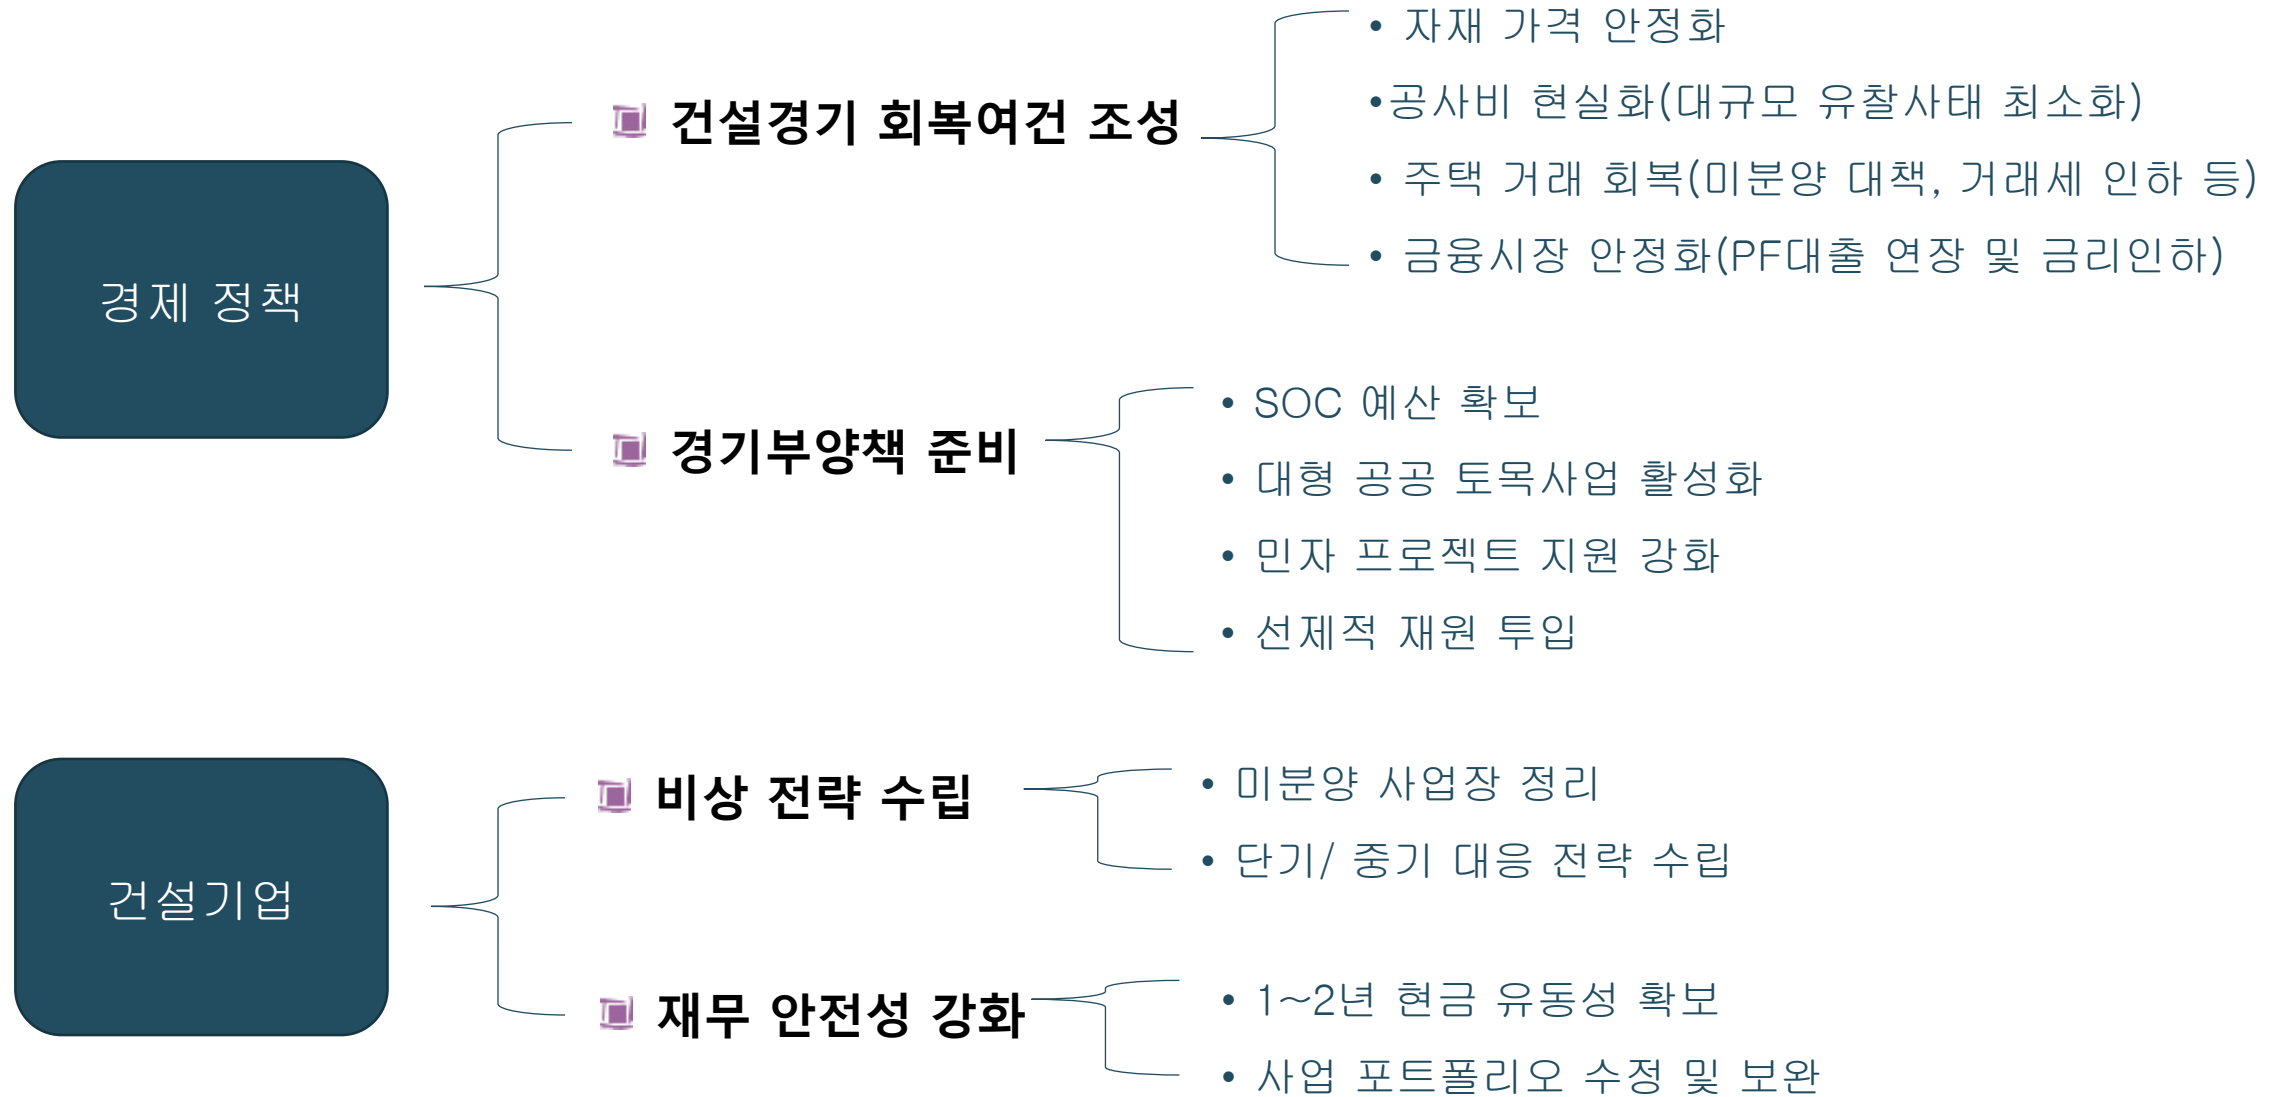 경제 정책
건설경기 회복여건 조성
• 자재 가격 안정화
•공사비 현실화(대규모 유찰사태 최소화)
• 주택 거래 회복(미분양 대책, 거래세 인하 등)
• 금융시장 안정화(PF대출 연장 및 금리인하)
경기부양책 준비
• SOC 예산 확보
• 대형 공공 토목사업 활성화
• 민자 프로젝트 지원 강화
• 선제적 재원 투입
건설기업
비상 전략 수립
• 미분양 사업장 정리
• 단기/ 중기 대응 전략 수립
재무 안전성 강화
• 1~2년 현금 유동성 확보
• 사업 포트폴리오 수정 및 보완